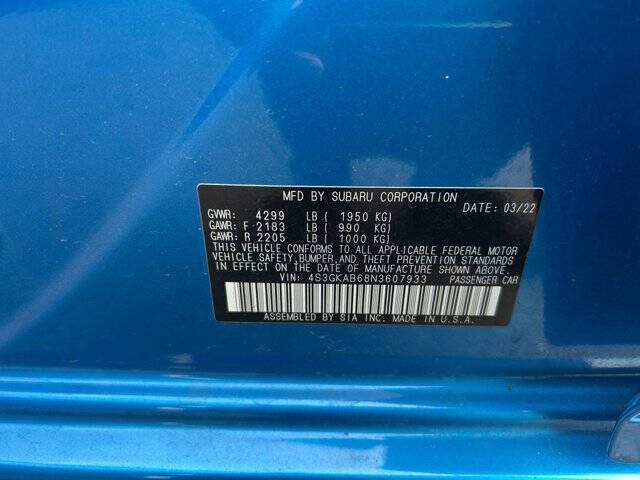 MFD BY SUBARU CORPORATION
DATE: 03/22
GVWR: 4299 LB ( 1950 KG)
GAWR: F 2183 LB ( 990 KG)
GAWR: R 2205 LB ( 1000 KG)
THIS VEHICLE CONFORMS TO ALL APPLICABLE FEDERAL MOTOR
VEHICLE SAFETY, BUMPER, AND THEFT PREVENTION STANDARDS
IN EFFECT ON THE DATE OF MANUFACTURE SHOWN ABOVE.
VIN: 4S3GKAB68N3607933 PASSENGER CAR
ASSEMBLED BY SIA INC. MADE IN U.S.A.